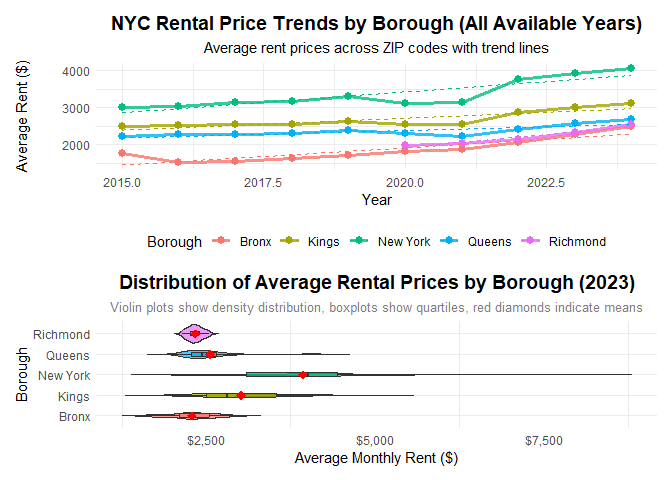 NYC Rental Price Trends by Borough (All Available Years)
Average rent prices across ZIP codes with trend lines
Average Rent ($)
4000
3000
2000
2015.0 2017.5 2020.0 2022.5
Year
Borough Bronx Kings New York Queens Richmond
Distribution of Average Rental Prices by Borough (2023)
Violin plots show density distribution, boxplots show quartiles, red diamonds indicate means
Borough
Richmond
Queens
New York
Kings
Bronx
$2,500 $5,000 $7,500
Average Monthly Rent ($)